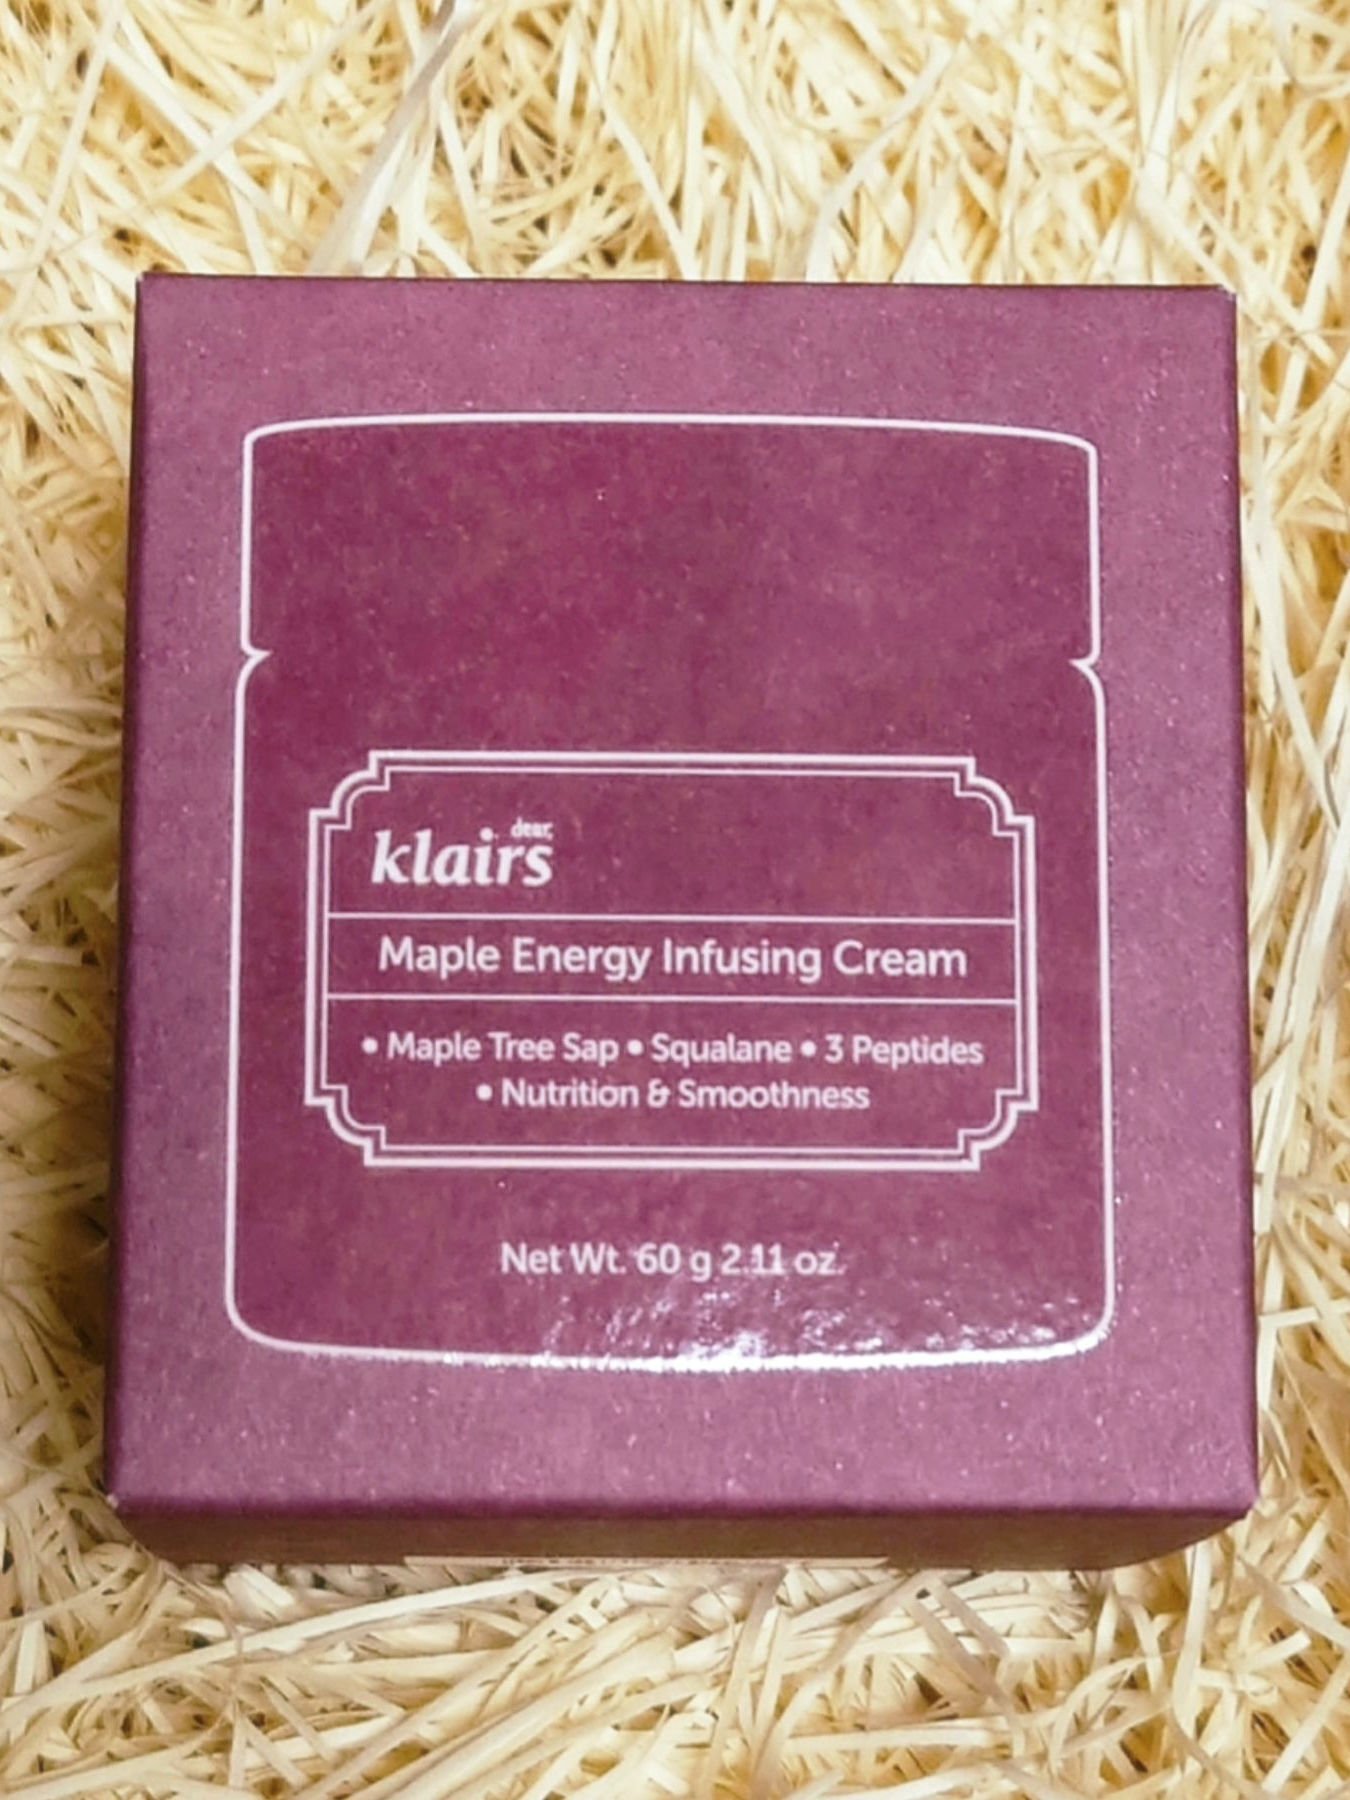 dear,
klairs
Maple Energy Infusing Cream
• Maple Tree Sap • Squalane • 3 Peptides
• Nutrition & Smoothness
Net Wt. 60 g 2.11 oz.